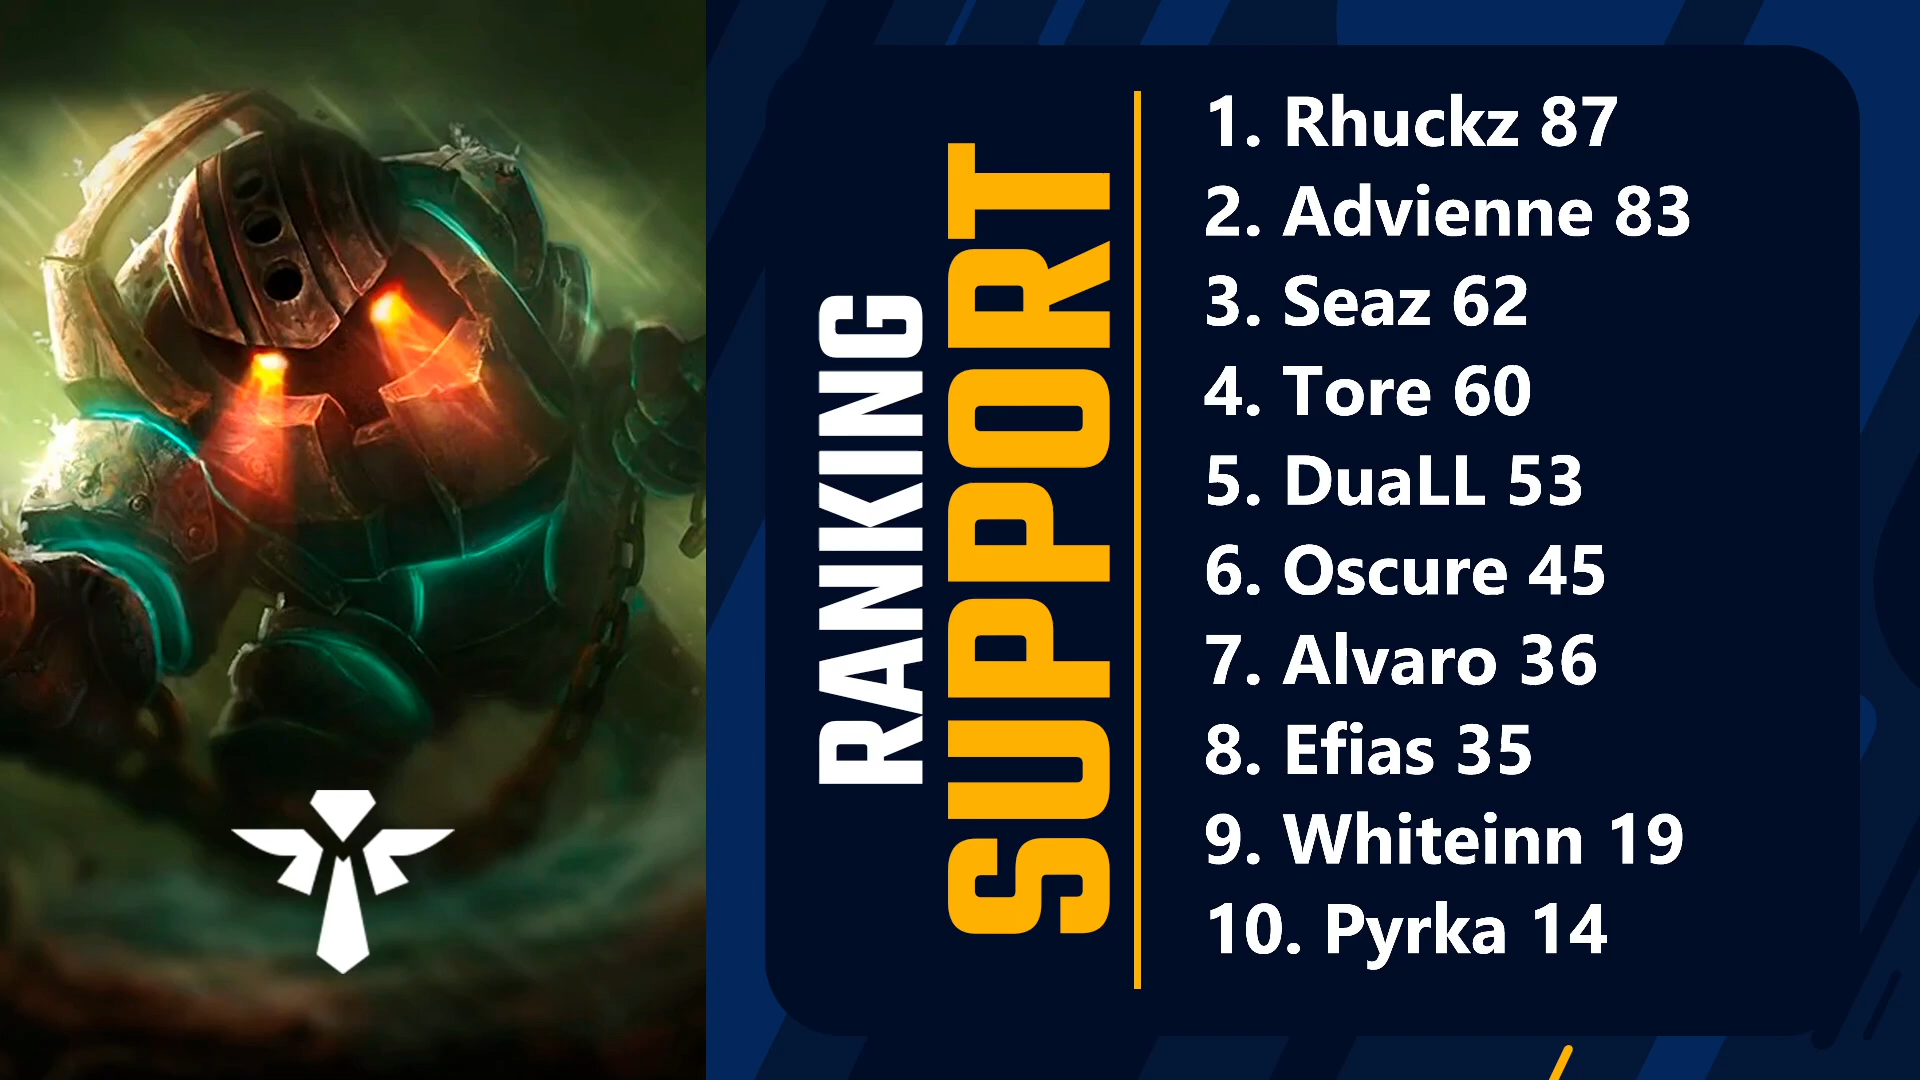 RANKING
SUPPORT
1. Rhuckz 87
2. Advienne 83
3. Seaz 62
4. Tore 60
5. DuaLL 53
6. Oscure 45
7. Alvaro 36
8. Efias 35
9. Whiteinn 19
10. Pyrka 14